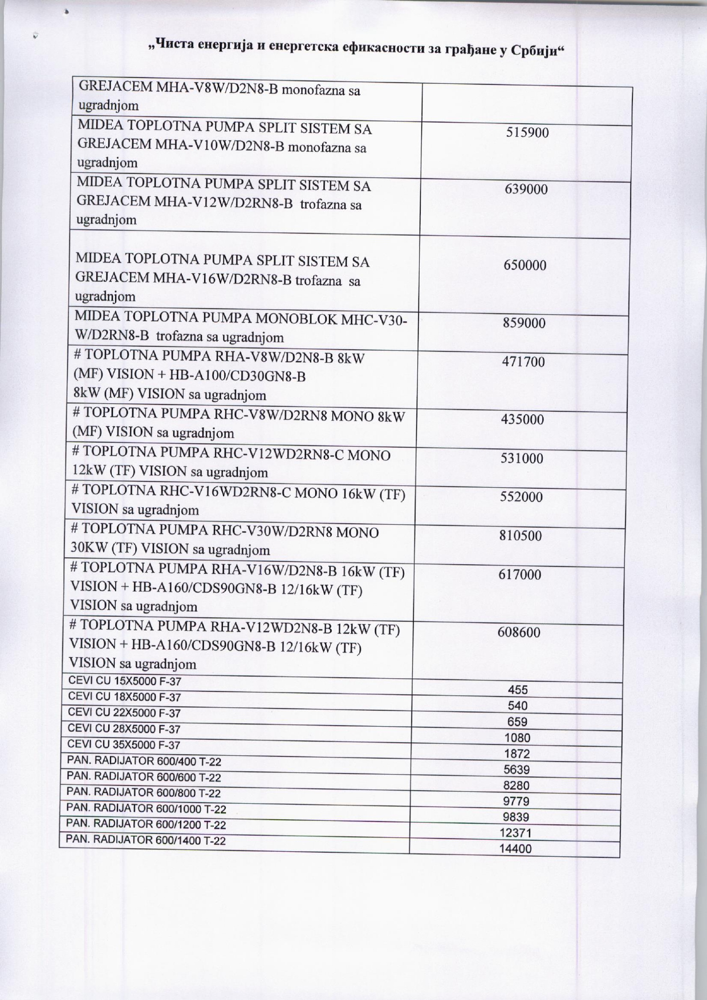 „Чиста енергија и енергетска ефикасности за грађане у Србији“
GREJACEM MHA-V8W/D2N8-B monofazna sa
ugradnjom
MIDEA TOPLOTNA PUMPA SPLIT SISTEM SA
GREJACEM MHA-V10W/D2N8-B monofazna sa
ugradnjom
515900
MIDEA TOPLOTNA PUMPA SPLIT SISTEM SA
GREJACEM MHA-V12W/D2RN8-B trofazna sa
ugradnjom
639000
MIDEA TOPLOTNA PUMPA SPLIT SISTEM SA
GREJACEM MHA-V16W/D2RN8-B trofazna sa
ugradnjom
650000
MIDEA TOPLOTNA PUMPA MONOBLOK MHC-V30-
W/D2RN8-B trofazna sa ugradnjom
859000
# TOPLOTNA PUMPA RHA-V8W/D2N8-B 8kW
(MF) VISION + HB-A100/CD30GN8-B
8kW (MF) VISION sa ugradnjom
471700
# TOPLOTNA PUMPA RHC-V8W/D2RN8 MONO 8kW
(MF) VISION sa ugradnjom
435000
# TOPLOTNA PUMPA RHC-V12WD2RN8-C MONO
12kW (TF) VISION sa ugradnjom
531000
# TOPLOTNA RHC-V16WD2RN8-C MONO 16kW (TF)
VISION sa ugradnjom
552000
# TOPLOTNA PUMPA RHC-V30W/D2RN8 MONO
30KW (TF) VISION sa ugradnjom
810500
# TOPLOTNA PUMPA RHA-V16W/D2N8-B 16kW (TF)
VISION + HB-A160/CDS90GN8-B 12/16kW (TF)
VISION sa ugradnjom
617000
# TOPLOTNA PUMPA RHA-V12WD2N8-B 12kW (TF)
VISION + HB-A160/CDS90GN8-B 12/16kW (TF)
VISION sa ugradnjom
608600
CEVI CU 15X5000 F-37
455
CEVI CU 18X5000 F-37
540
CEVI CU 22X5000 F-37
659
CEVI CU 28X5000 F-37
1080
CEVI CU 35X5000 F-37
1872
PAN. RADIJATOR 600/400 T-22
5639
PAN. RADIJATOR 600/600 T-22
8280
PAN. RADIJATOR 600/800 T-22
9779
PAN. RADIJATOR 600/1000 T-22
9839
PAN. RADIJATOR 600/1200 T-22
12371
PAN. RADIJATOR 600/1400 T-22
14400